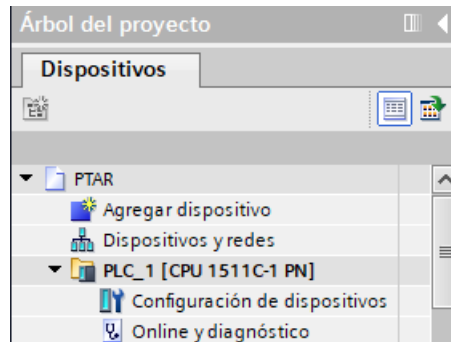 Árbol del proyecto
Dispositivos
PTAR
Agregar dispositivo
Dispositivos y redes
PLC_1 [CPU 1511C-1 PN]
Configuración de dispositivos
Online y diagnóstico